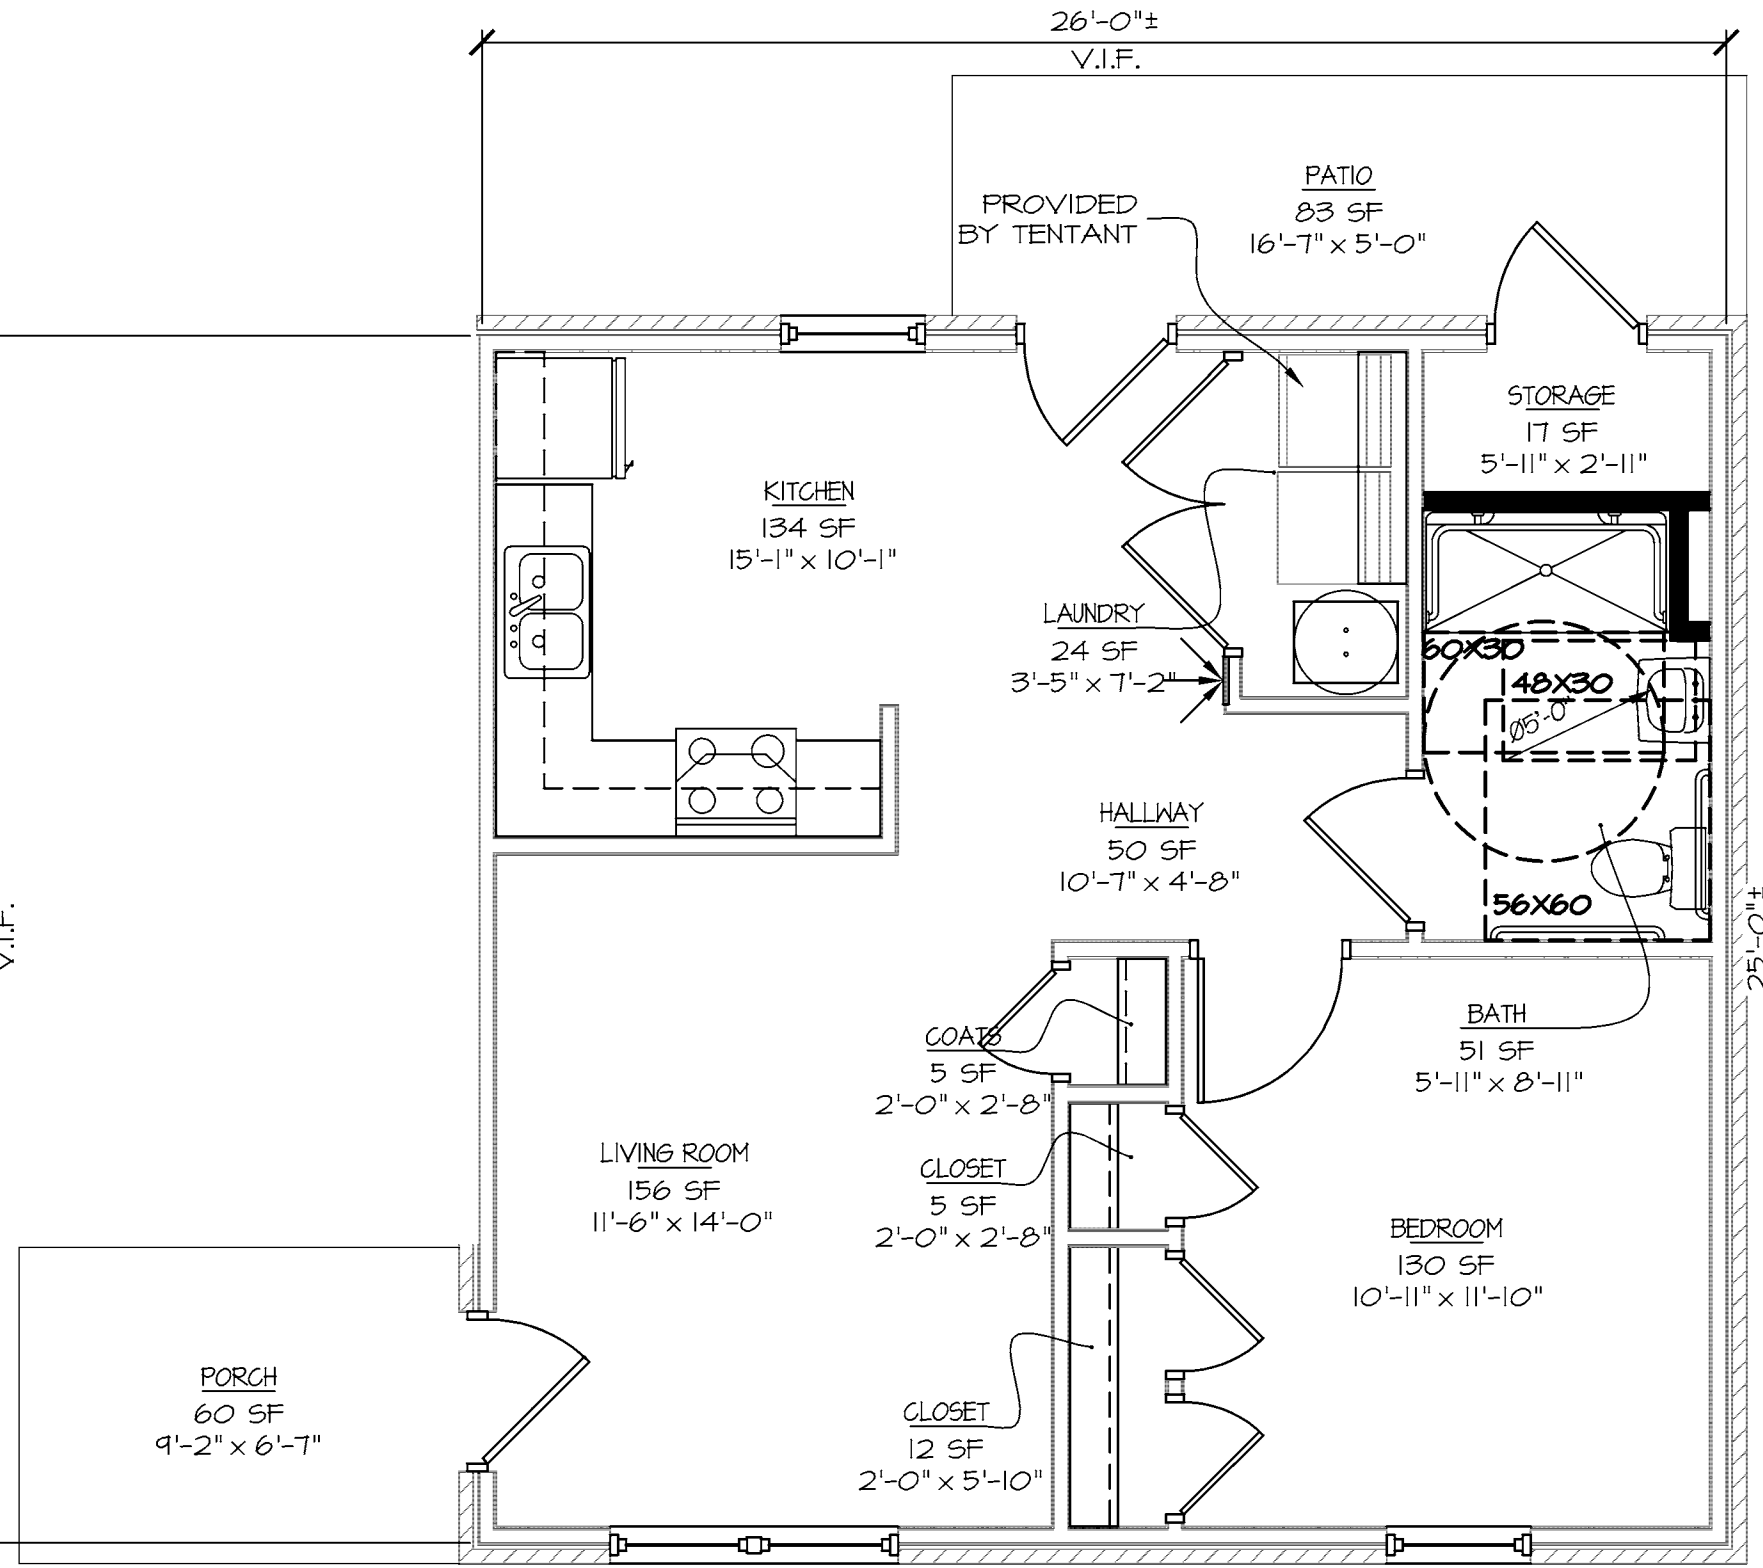 26'-0"±
V.I.F.
PATIO
83 SF
16'-7" x 5'-0"
PROVIDED
BY TENTANT
STORAGE
17 SF
5'-11" x 2'-11"
KITCHEN
134 SF
15'-1" x 10'-1"
LAUNDRY
24 SF
3'-5" x 7'-2"
60X30
48X30
Ø5'-0"
HALLWAY
50 SF
10'-7" x 4'-8"
56X60
V.I.F.
25'-0"±
BATH
51 SF
5'-11" x 8'-11"
COATS
5 SF
2'-0" x 2'-8"
LIVING ROOM
156 SF
11'-6" x 14'-0"
CLOSET
5 SF
2'-0" x 2'-8"
BEDROOM
130 SF
10'-11" x 11'-10"
PORCH
60 SF
9'-2" x 6'-7"
CLOSET
12 SF
2'-0" x 5'-10"